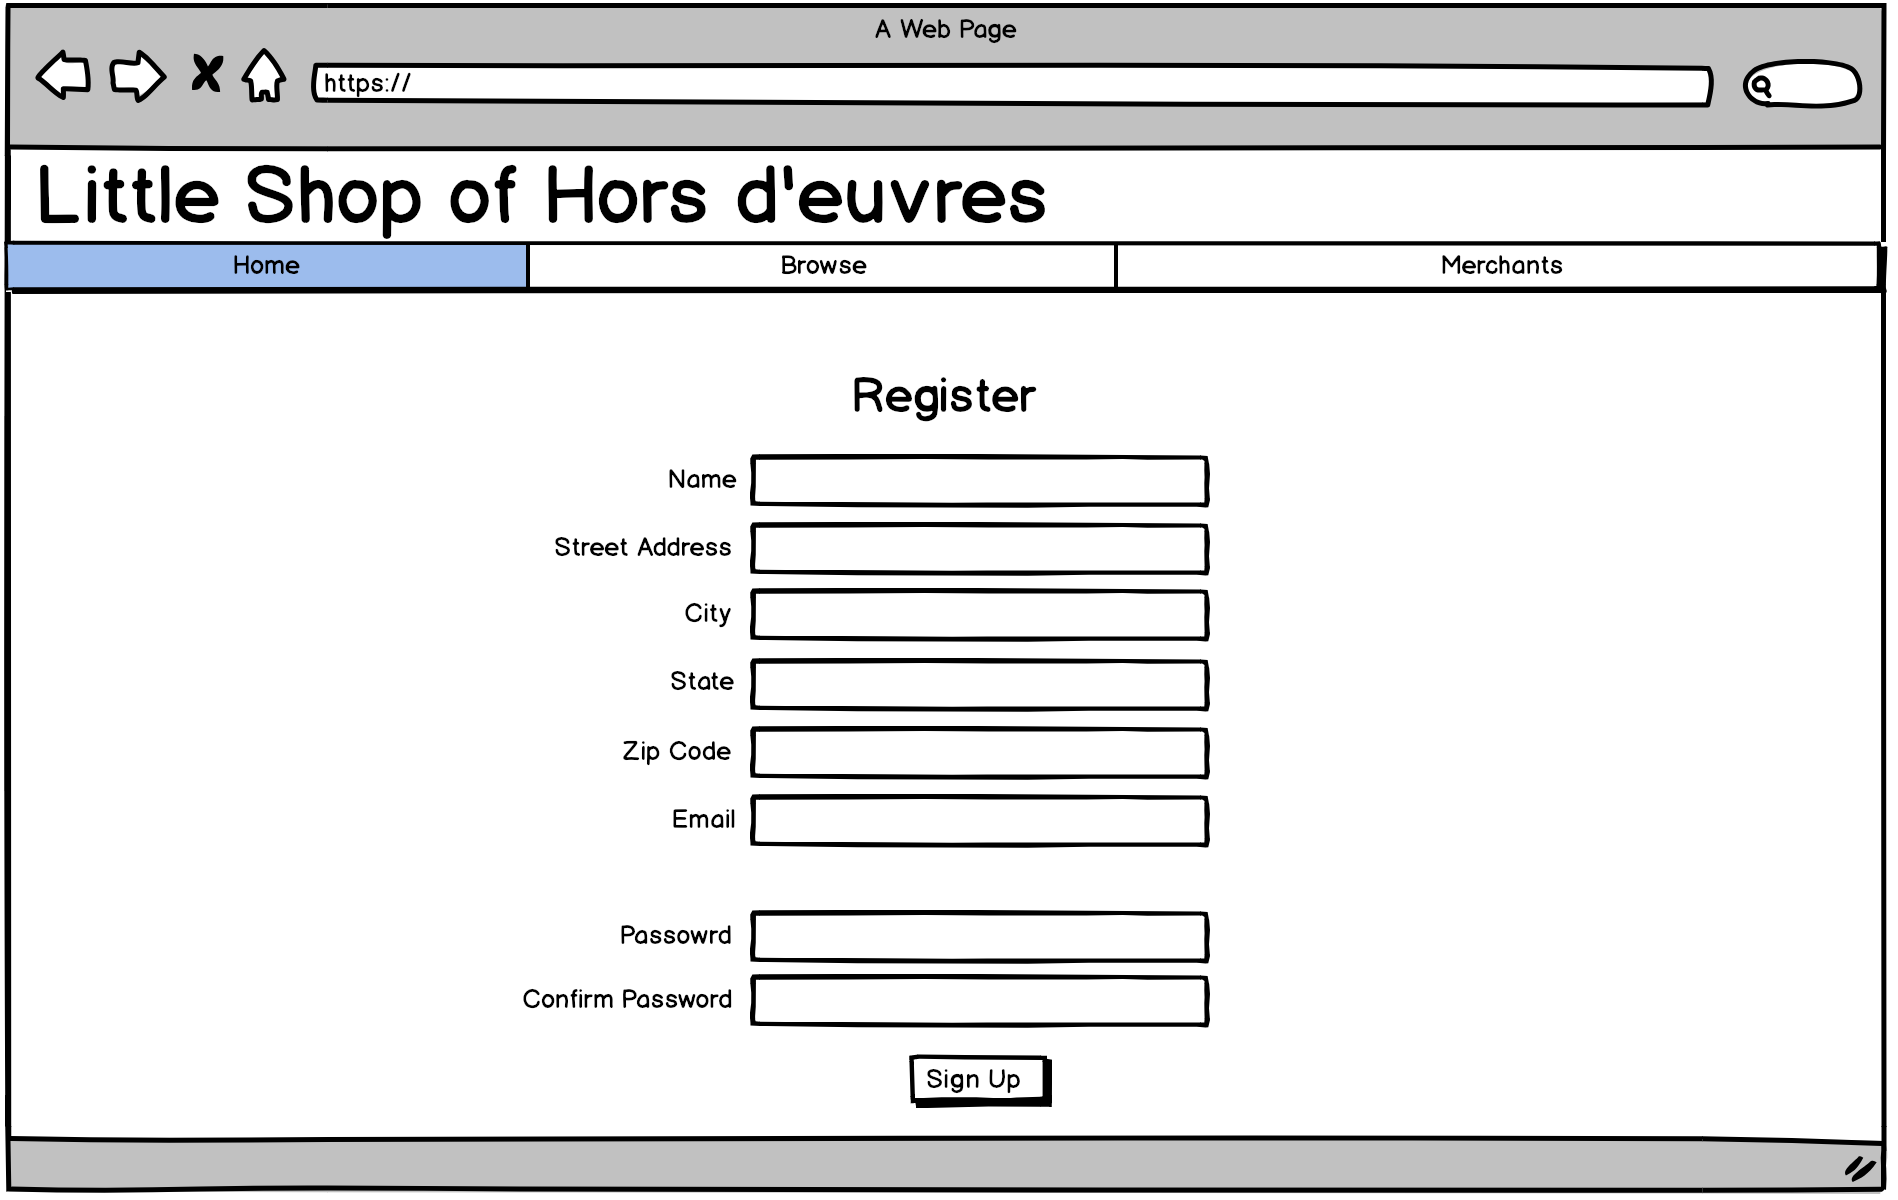 A Web Page
https://
Little Shop of Hors d'euvres
Home Browse Merchants
Register
Name
Street Address
City
State
Zip Code
Email
Passowrd
Confirm Password
Sign Up